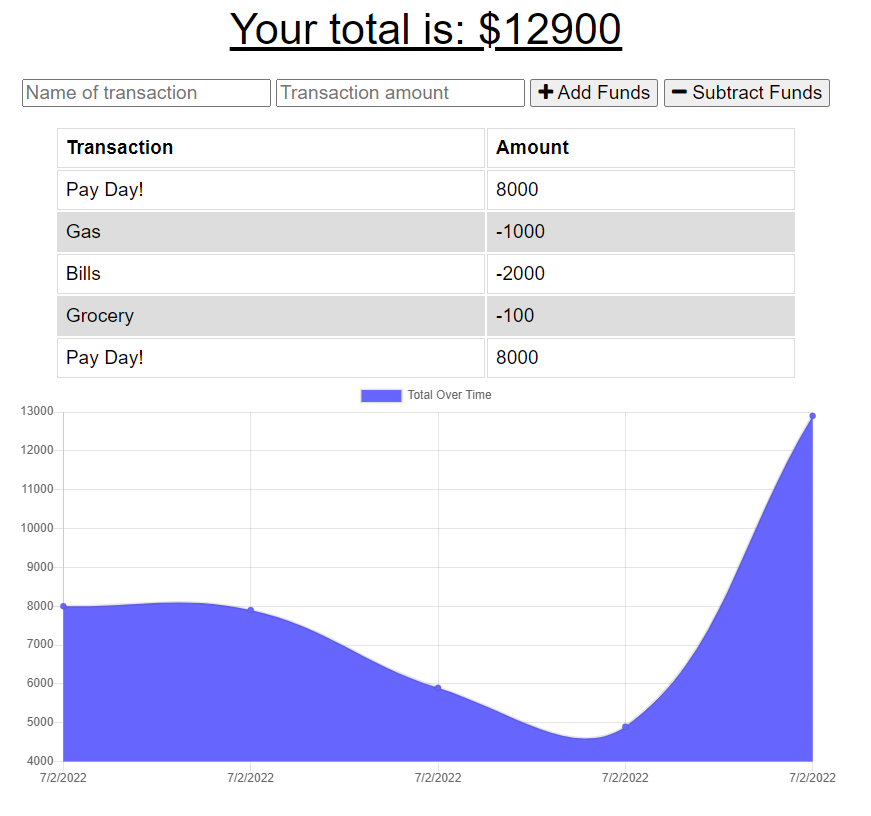 Your total is: $12900
Name of transaction Transaction amount Add Funds Subtract Funds
Transaction Amount
Pay Day! 8000
Gas -1000
Bills -2000
Grocery -100
Pay Day! 8000
Total Over Time
13000
12000
11000
10000
9000
8000
7000
6000
5000
4000
7/2/2022 7/2/2022 7/2/2022 7/2/2022 7/2/2022